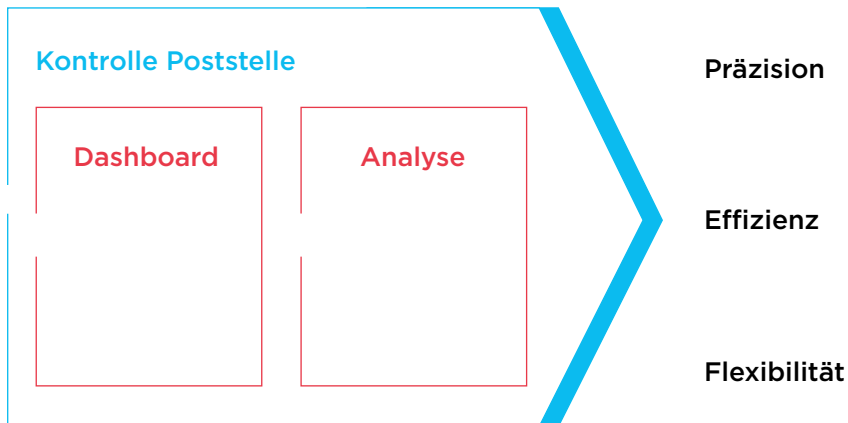 Kontrolle Poststelle
Dashboard
Analyse
Präzision
Effizienz
Flexibilität